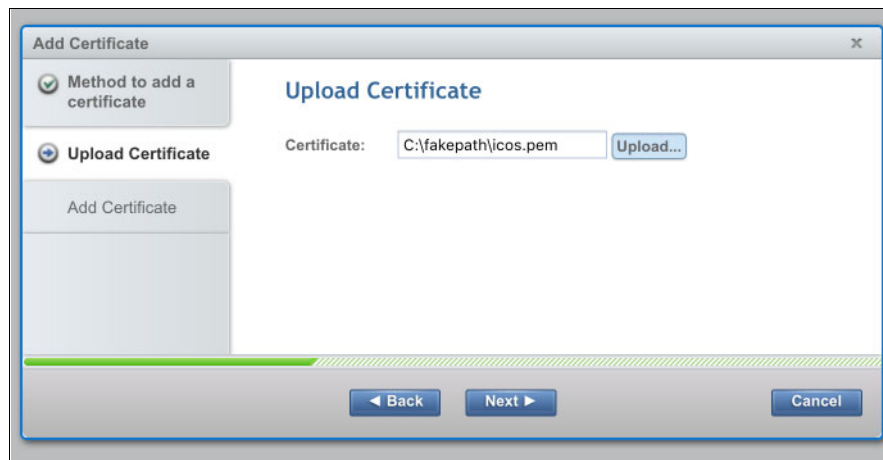 Add Certificate
x
Method to add a
certificate
Upload Certificate
Add Certificate
Upload Certificate
Certificate:
C:\fakepath\icos.pem
Upload...
◄ Back
Next ►
Cancel